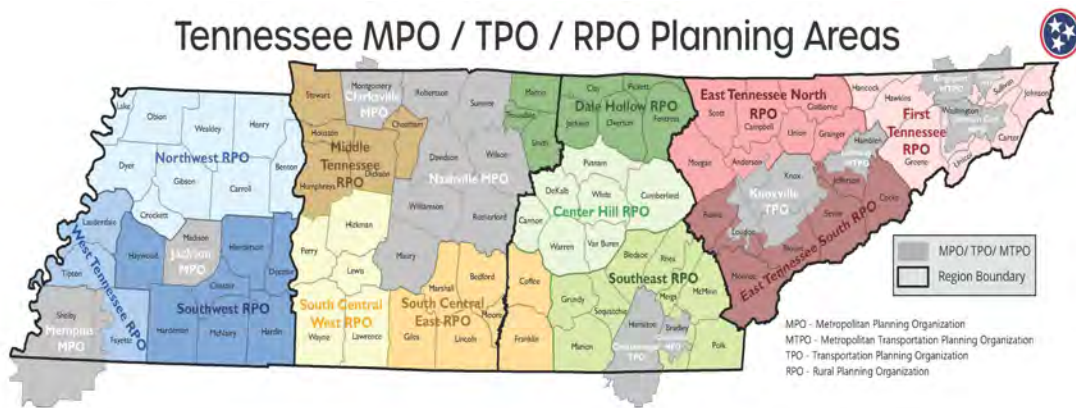 Tennessee MPO / TPO / RPO Planning Areas
Lake
Obion
Weakley
Henry
Dyer
Northwest RPO
Benton
Gibson
Carroll
Crockett
Lauderdale
Haywood
Madison
Jackson
MPO
Henderson
Decatur
Chester
Tipton
West Tennessee RPO
Southwest RPO
Shelby
Memphis
MPO
Fayette
Hardeman
McNairy
Hardin
Stewart
Montgomery
Clarksville
MPO
Robertson
Sumner
Houston
Cheatham
Middle
Tennessee
RPO
Dickson
Humphreys
Davidson
Wilson
Nashville MPO
Williamson
Rutherford
Maury
Hickman
Perry
Lewis
South Central
West RPO
Wayne
Lawrence
Marshall
Bedford
Moore
South Central
East RPO
Giles
Lincoln
Coffee
Franklin
Macon
Trousdale
Smith
Clay
Pickett
Dale Hollow RPO
Jackson
Overton
Fentress
Putnam
DeKalb
White
Cumberland
Center Hill RPO
Cannon
Warren
Van Buren
Bledsoe
Rhea
Southeast RPO
Meigs
McMinn
Grundy
Sequatchie
Hamilton
Bradley
Chattanooga
TPO
Marion
Polk
East Tennessee North
RPO
Scott
Campbell
Claiborne
Union
Grainger
Morgan
Anderson
Hamblen
Knox
Knoxville
TPO
Jefferson
Roane
Loudon
Sevier
Cocke
Blount
Monroe
East Tennessee South RPO
Hancock
Hawkins
First
Tennessee
RPO
Greene
Washington
Sullivan
Johnson
Carter
Unicoi
MPO/ TPO/ MTPO
Region Boundary
MPO - Metropolitan Planning Organization
MTPO - Metropolitan Transportation Planning Organization
TPO - Transportation Planning Organization
RPO - Rural Planning Organization